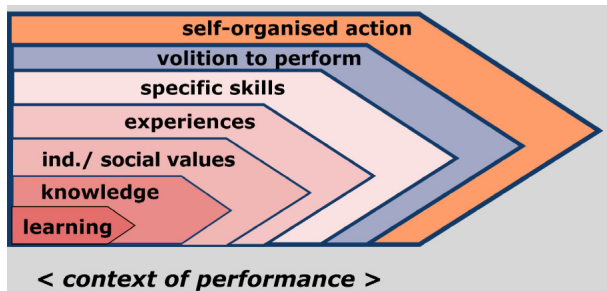 self-organised action
volition to perform
specific skills
experiences
ind./ social values
knowledge
learning
< context of performance >